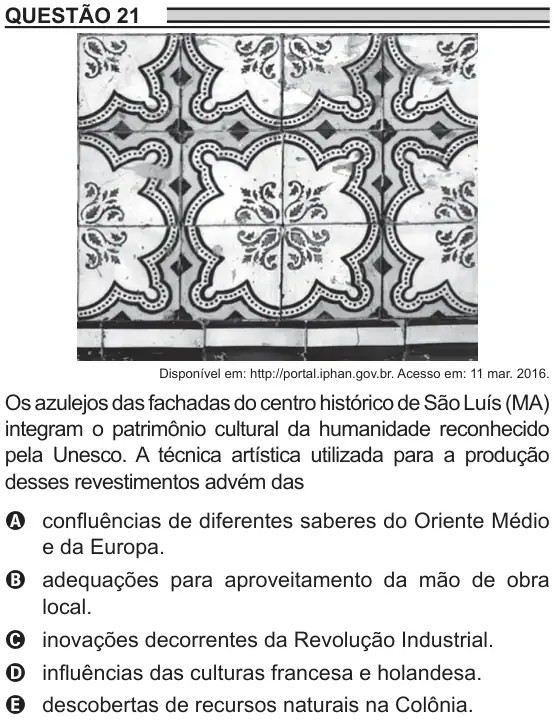 QUESTÃO 21
Disponível em: http://portal.iphan.gov.br. Acesso em: 11 mar. 2016.
Os azulejos das fachadas do centro histórico de São Luís (MA)
integram o patrimônio cultural da humanidade reconhecido
pela Unesco. A técnica artística utilizada para a produção
desses revestimentos advém das
A confluências de diferentes saberes do Oriente Médio
e da Europa.
B adequações para aproveitamento da mão de obra
local.
C inovações decorrentes da Revolução Industrial.
D influências das culturas francesa e holandesa.
E descobertas de recursos naturais na Colônia.